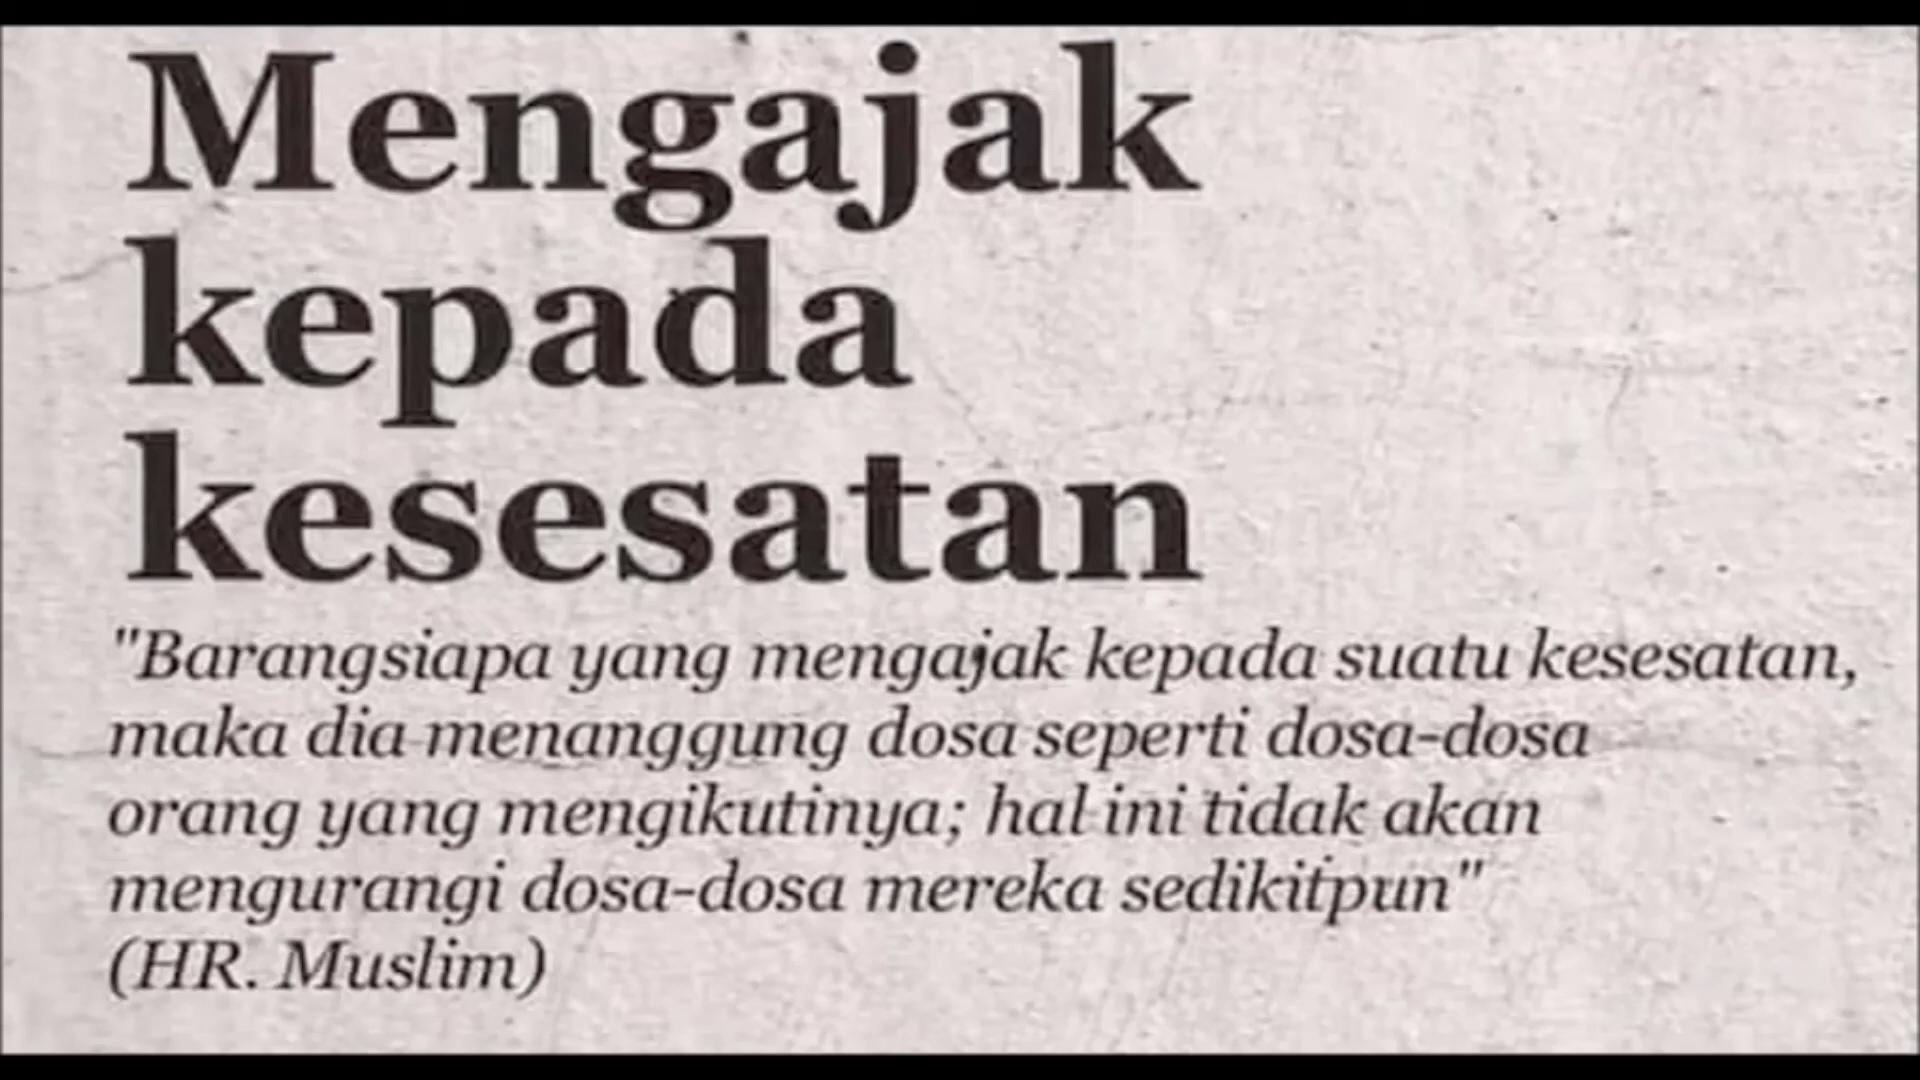 Mengajak
kepada
kesesatan
"Barangsiapa yang mengajak kepada suatu kesesatan,
maka dia menanggung dosa seperti dosa-dosa
orang yang mengikutinya; hal ini tidak akan
mengurangi dosa-dosa mereka sedikitpun"
(HR. Muslim)